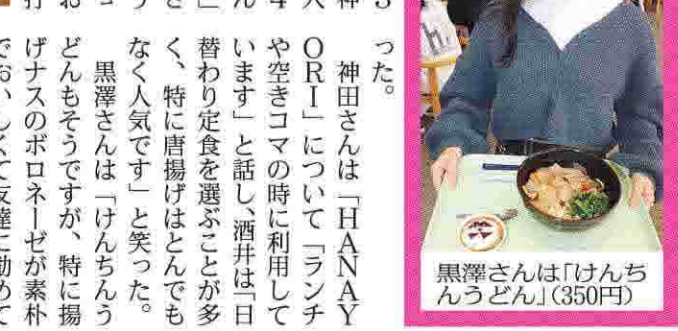 った。
神田さんは「HANAY
ORI」について「ランチ
や空きコマの時に利用して
います」と話し、酒井は「日
替わり定食を選ぶことが多
く、特に唐揚げはとんでも
なく人気です」と笑った。
黒澤さんは「けんちんう
どんもそうですが、特に揚
げナスのボロネーゼが素朴
でおいしくて友達に勧めて
黒澤さんは「けんち
んうどん」(350円)